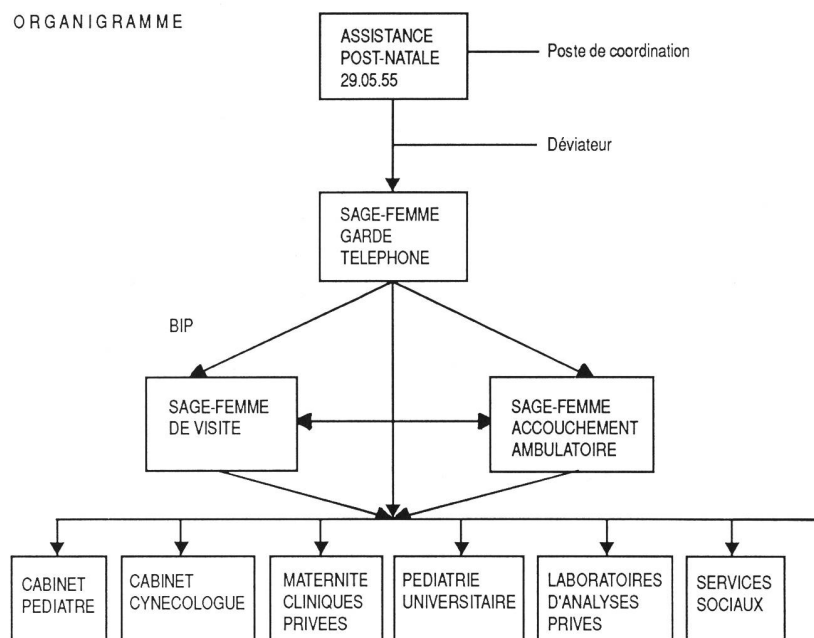 ORGANIGRAMME
ASSISTANCE
POST-NATALE
29.05.55
Poste de coordination
Déviateur
SAGE-FEMME
GARDE
TELEPHONE
BIP
SAGE-FEMME
DE VISITE
SAGE-FEMME
ACCOUCHEMENT
AMBULATOIRE
CABINET
PEDIATRE
CABINET
CYNECOLOGUE
MATERNITE
CLINIQUES
PRIVEES
PEDIATRIE
UNIVERSITAIRE
LABORATOIRES
D'ANALYSES
PRIVES
SERVICES
SOCIAUX